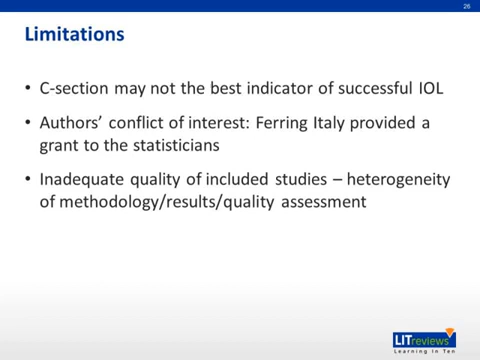 26
Limitations
• C-section may not the best indicator of successful IOL
• Authors' conflict of interest: Ferring Italy provided a
grant to the statisticians
• Inadequate quality of included studies – heterogeneity
of methodology/results/quality assessment
LITreviews
Learning In Ten